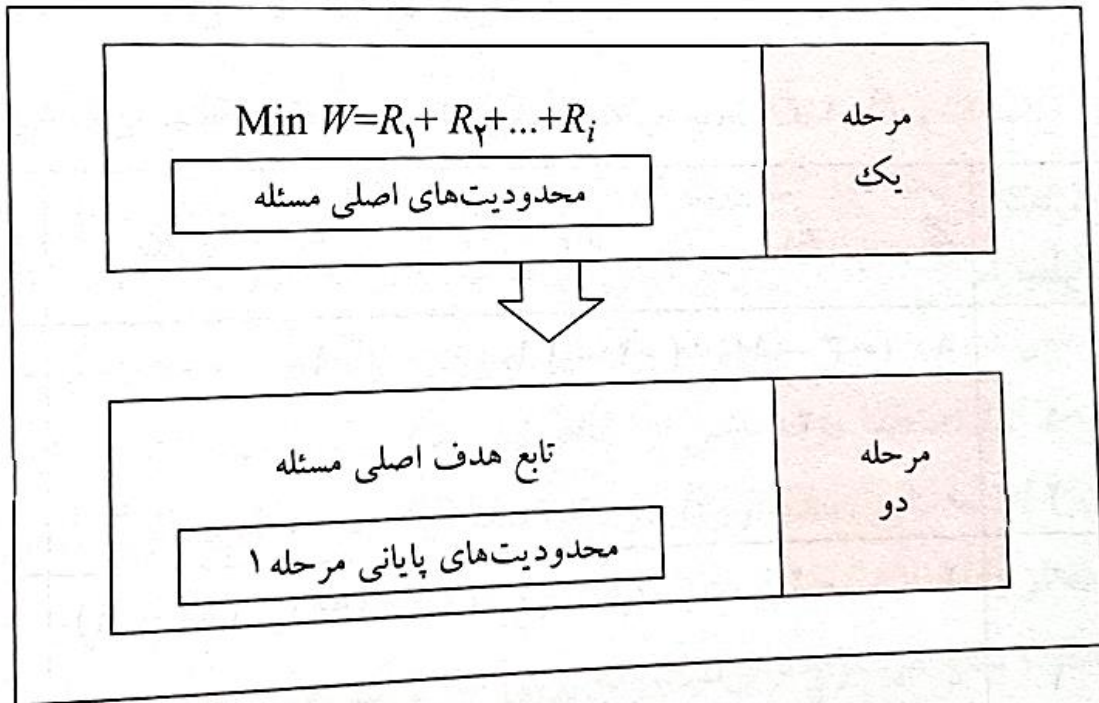 مرحله
یک
Min W=R۱+ R۲+...+Ri
محدودیت‌های اصلی مسئله
مرحله
دو
تابع هدف اصلی مسئله
محدودیت‌های پایانی مرحله ۱